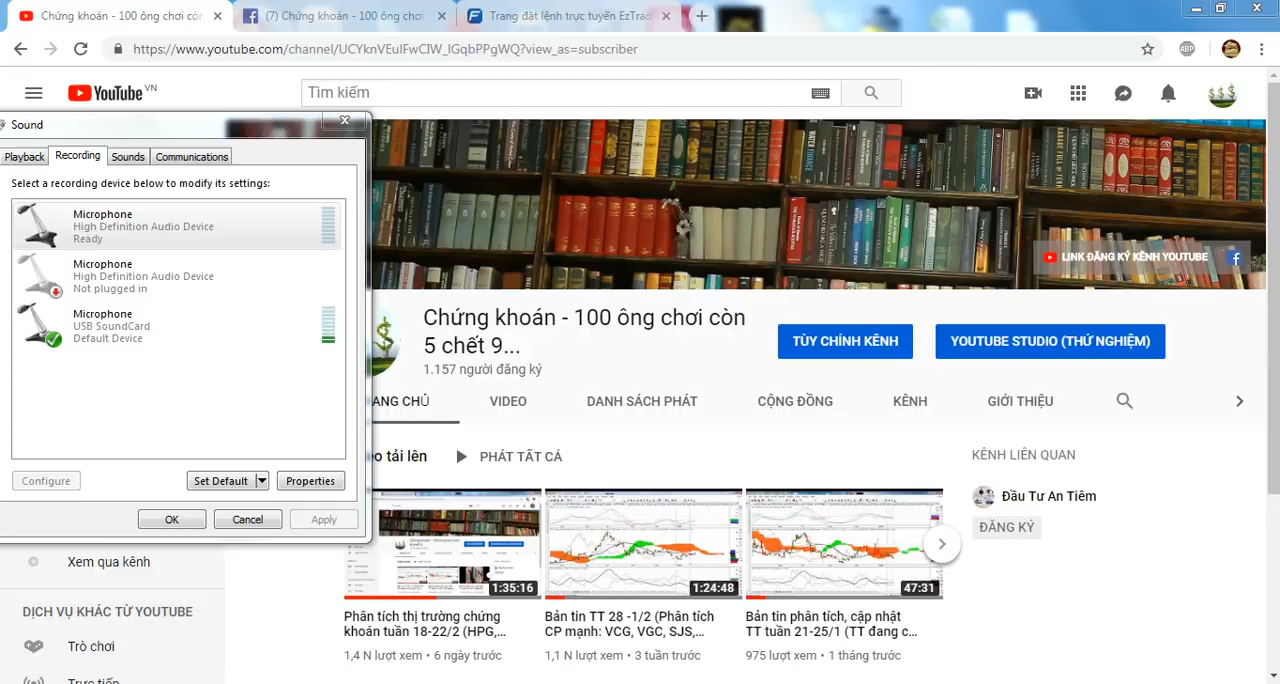 Chứng khoán - 100 ông chơi còn
(7) Chứng khoán - 100 ông chơi
Trang đặt lệnh trực tuyến EzTrad
https://www.youtube.com/channel/UCYknVEulFwCIW_lGqbPPgWQ?view_as=subscriber
ABP
YouTube VN
Tìm kiếm
Sound
Playback
Recording
Sounds
Communications
Select a recording device below to modify its settings:
Microphone
High Definition Audio Device
Ready
Microphone
High Definition Audio Device
Not plugged in
Microphone
USB SoundCard
Default Device
Configure
Set Default
Properties
OK
Cancel
Apply
LINK ĐĂNG KÝ KÊNH YOUTUBE
Chứng khoán - 100 ông chơi còn
5 chết 9...
1.157 người đăng ký
TÙY CHỈNH KÊNH
YOUTUBE STUDIO (THỬ NGHIỆM)
ANG CHỦ
VIDEO
DANH SÁCH PHÁT
CỘNG ĐỒNG
KÊNH
GIỚI THIỆU
eo tải lên
PHÁT TẤT CẢ
KÊNH LIÊN QUAN
Đầu Tư An Tiêm
ĐĂNG KÝ
1:35:16
1:24:48
47:31
Phân tích thị trường chứng
khoán tuần 18-22/2 (HPG,...
1,4 N lượt xem • 6 ngày trước
Bản tin TT 28 -1/2 (Phân tích
CP mạnh: VCG, VGC, SJS,...
1,1 N lượt xem • 3 tuần trước
Bản tin phân tích, cập nhật
TT tuần 21-25/1 (TT đang c...
975 lượt xem • 1 tháng trước
Xem qua kênh
DỊCH VỤ KHÁC TỪ YOUTUBE
Trò chơi
Trực tiếp